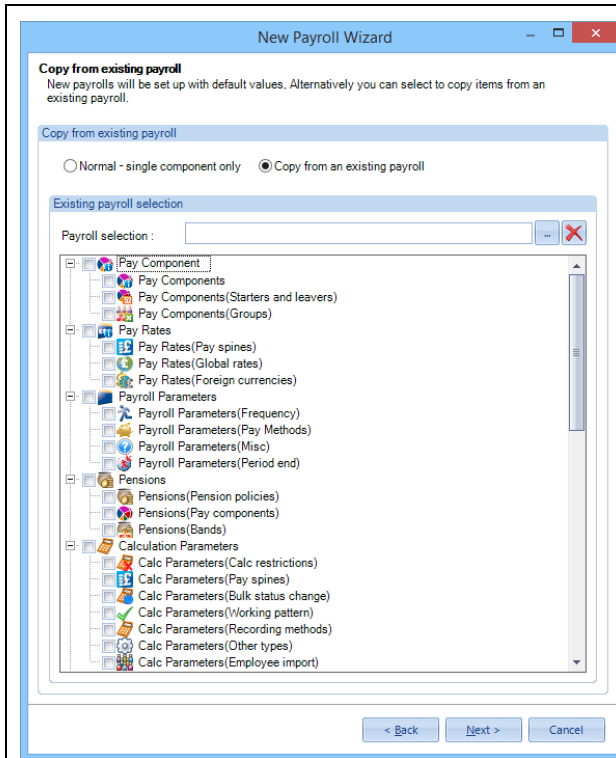 New Payroll Wizard
Copy from existing payroll
New payrolls will be set up with default values, Alternatively you can select to copy items from an
existing payroll.
Copy from existing payroll
Normal - single component only Copy from an existing payroll
Existing payroll selection
Payroll selection : ...
Pay Component
Pay Components
Pay Components(Starters and leavers)
Pay Components(Groups)
Pay Rates
Pay Rates(Pay spines)
Pay Rates(Global rates)
Pay Rates(Foreign currencies)
Payroll Parameters
Payroll Parameters(Frequency)
Payroll Parameters(Pay Methods)
Payroll Parameters(Misc)
Payroll Parameters(Period end)
Pensions
Pensions(Pension policies)
Pensions(Pay components)
Pensions(Bands)
Calculation Parameters
Calc Parameters(Calc restrictions)
Calc Parameters(Pay spines)
Calc Parameters(Bulk status change)
Calc Parameters(Working pattern)
Calc Parameters(Recording methods)
Calc Parameters(Other types)
Calc Parameters(Employee import)
< Back Next > Cancel